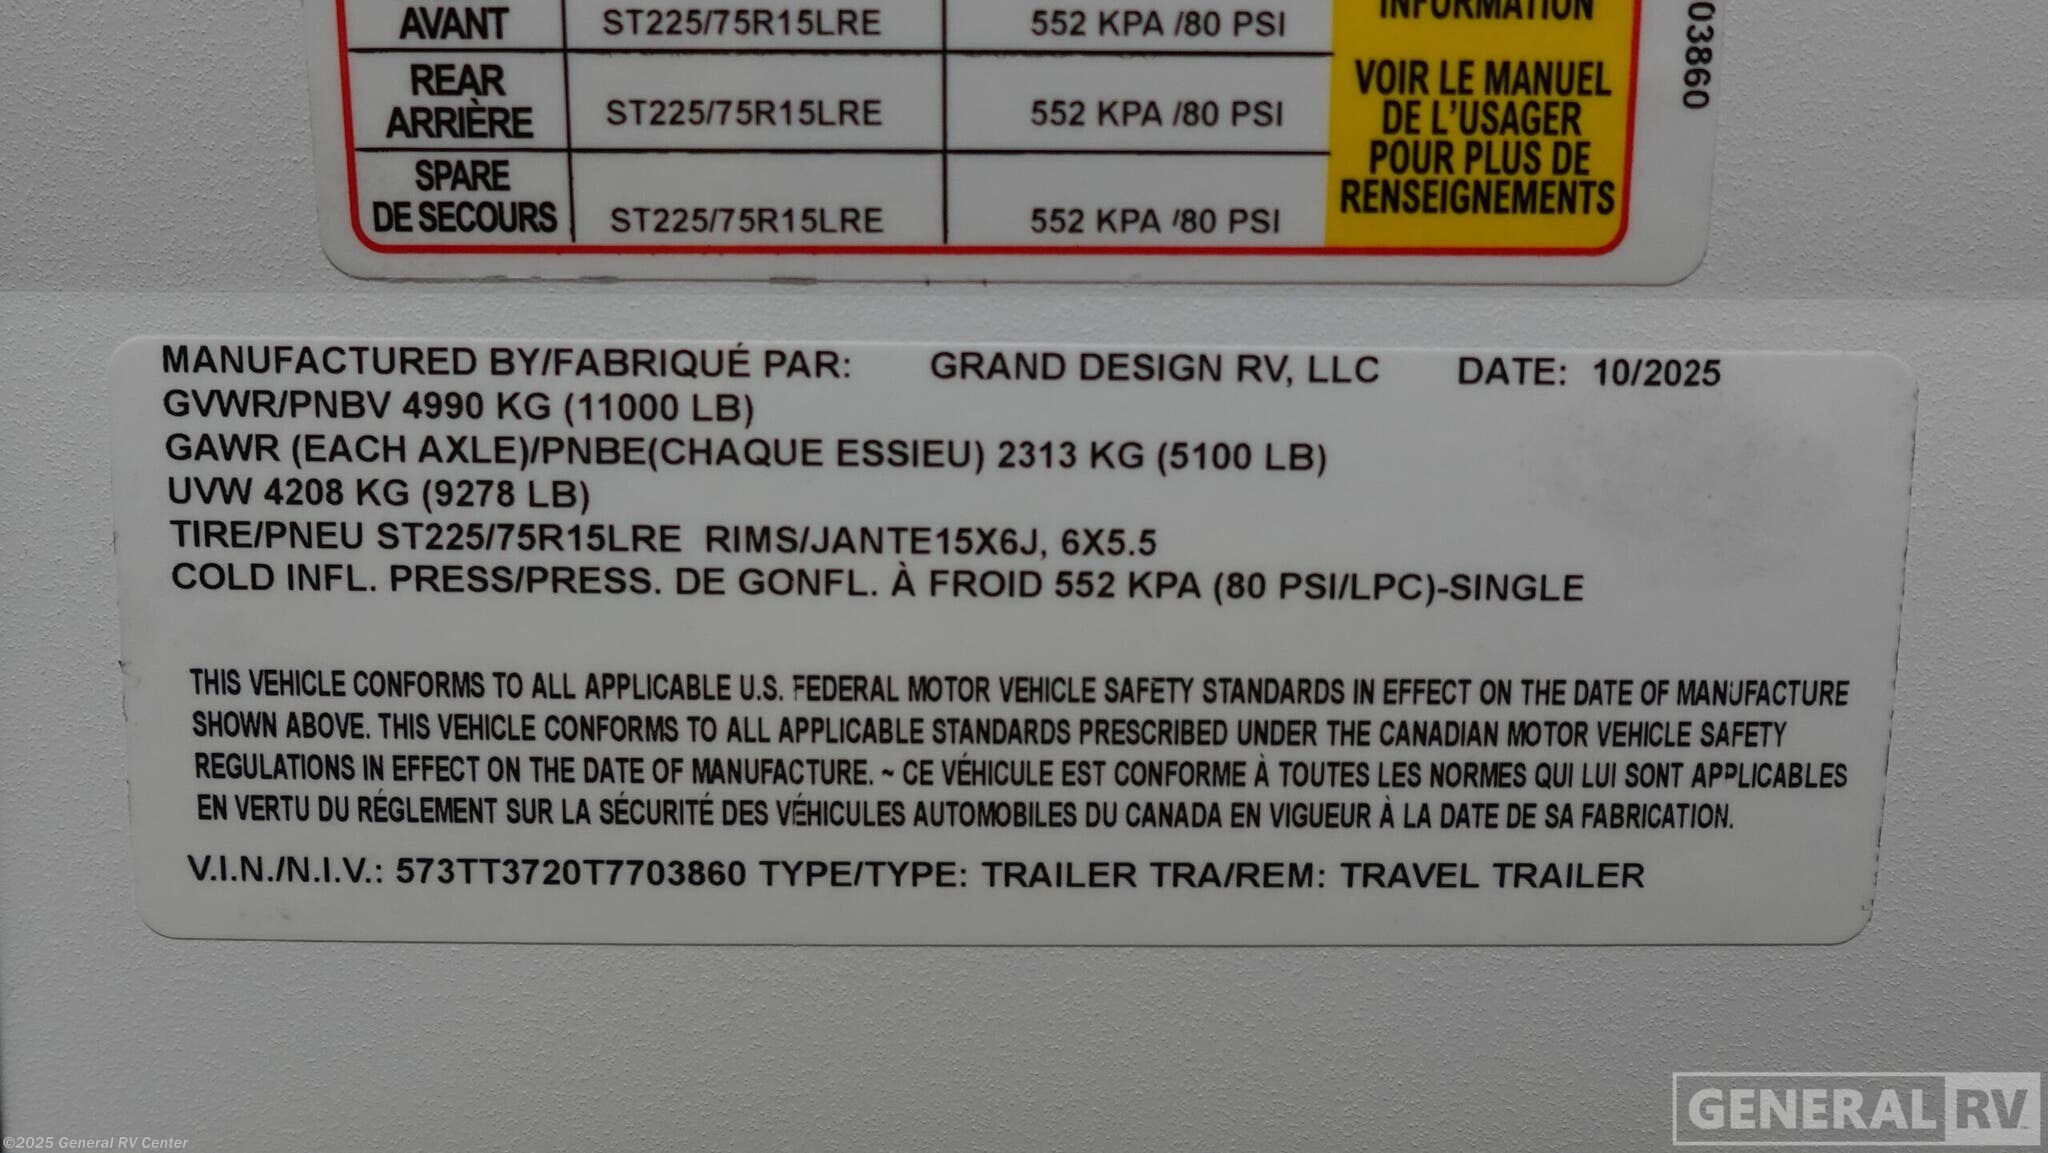 AVANT ST225/75R15LRE 552 KPA /80 PSI
INFORMATION
REAR
ARRIÈRE ST225/75R15LRE 552 KPA /80 PSI
SPARE
DE SECOURS ST225/75R15LRE 552 KPA /80 PSI
VOIR LE MANUEL
DE L'USAGER
POUR PLUS DE
RENSEIGNEMENTS
03860
MANUFACTURED BY/FABRIQUÉ PAR: GRAND DESIGN RV, LLC DATE: 10/2025
GVWR/PNBV 4990 KG (11000 LB)
GAWR (EACH AXLE)/PNBE(CHAQUE ESSIEU) 2313 KG (5100 LB)
UVW 4208 KG (9278 LB)
TIRE/PNEU ST225/75R15LRE RIMS/JANTE15X6J, 6X5.5
COLD INFL. PRESS/PRESS. DE GONFL. À FROID 552 KPA (80 PSI/LPC)-SINGLE
THIS VEHICLE CONFORMS TO ALL APPLICABLE U.S. FEDERAL MOTOR VEHICLE SAFETY STANDARDS IN EFFECT ON THE DATE OF MANUFACTURE
SHOWN ABOVE. THIS VEHICLE CONFORMS TO ALL APPLICABLE STANDARDS PRESCRIBED UNDER THE CANADIAN MOTOR VEHICLE SAFETY
REGULATIONS IN EFFECT ON THE DATE OF MANUFACTURE. ~ CE VÉHICULE EST CONFORME À TOUTES LES NORMES QUI LUI SONT APPLICABLES
EN VERTU DU RÉGLEMENT SUR LA SÉCURITÉ DES VÉHICULES AUTOMOBILES DU CANADA EN VIGUEUR À LA DATE DE SA FABRICATION.
V.I.N./N.I.V.: 573TT3720T7703860 TYPE/TYPE: TRAILER TRA/REM: TRAVEL TRAILER
GENERAL RV
©2025 General RV Center